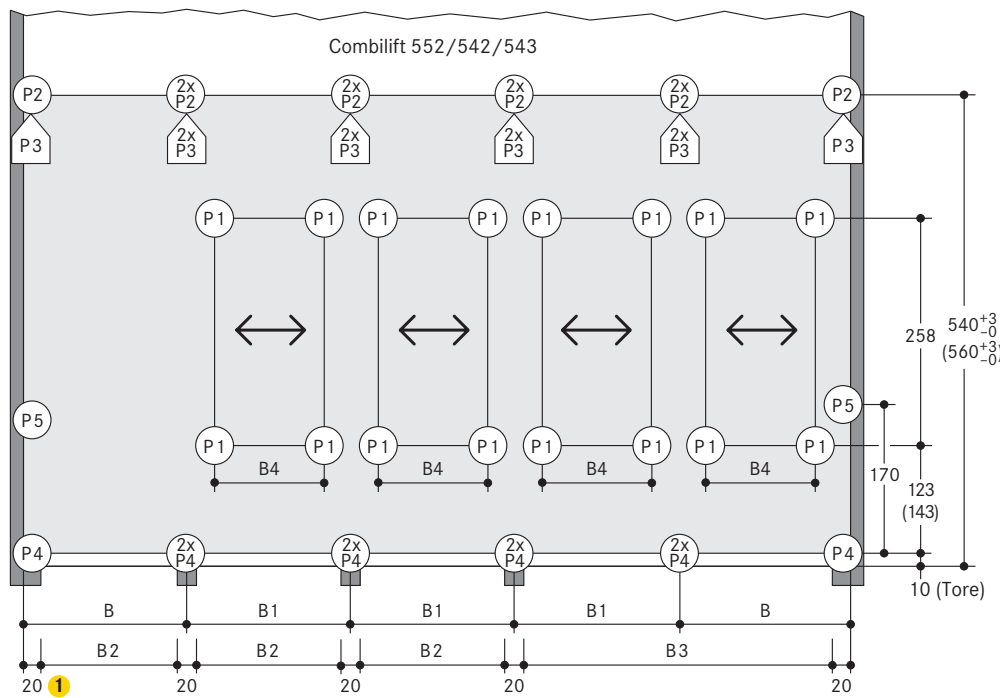 Combilift 552/542/543
P2 2x P2 2x P2 2x P2 2x P2 P2
P3 2x P3 2x P3 2x P3 2x P3 P3
P1 P1 P1 P1 P1 P1 P1 P1
258
540 +3 -0
(560 +3 -0)
P5 P5
P1 P1 P1 P1 P1 P1 P1 P1
B4 B4 B4 B4
170
123
(143)
P4 2x P4 2x P4 2x P4 2x P4 P4
10 (Tore)
B B1 B1 B1 B
B2 B2 B2 B3
20 1 20 20 20 20